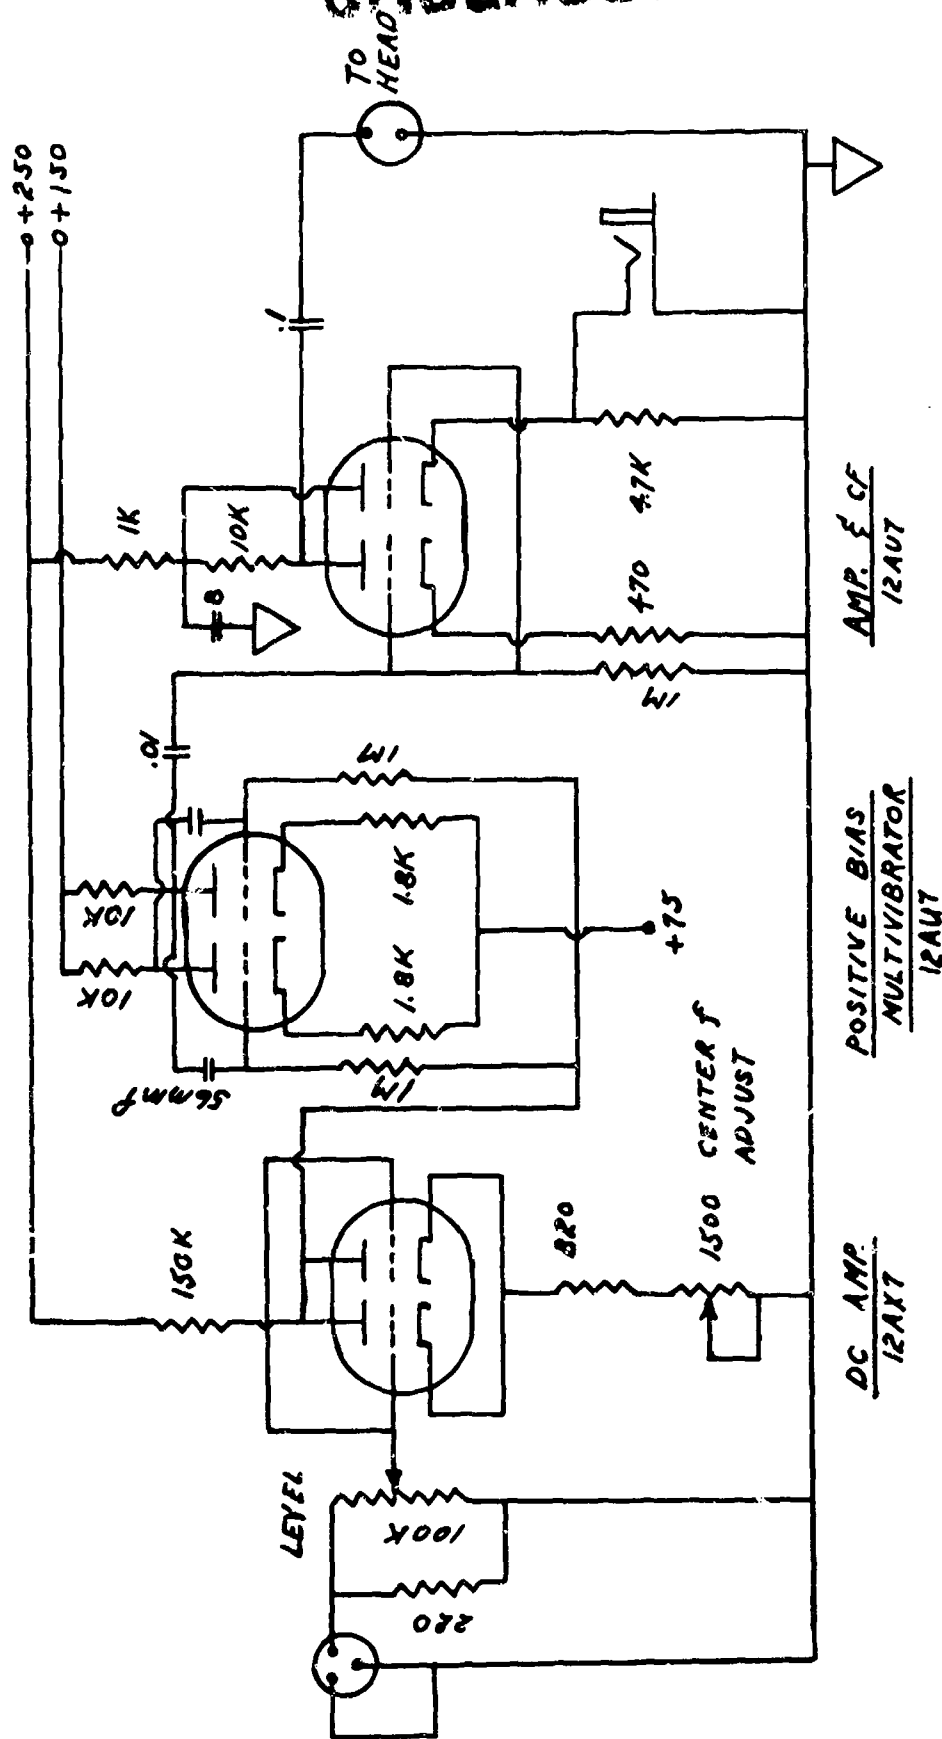 +250
+150
TO
HEAD
LEVEL
100K
220
150K
820
1500
CENTER f
ADJUST
56mmf
10K
10K
.01
1M
1.8K
1.8K
1M
+75
1K
10K
8
.1
1M
470
4.7K
DC AMP.
12AX7
POSITIVE BIAS
MULTIVIBRATOR
12AU7
AMP. & CF
12AU7